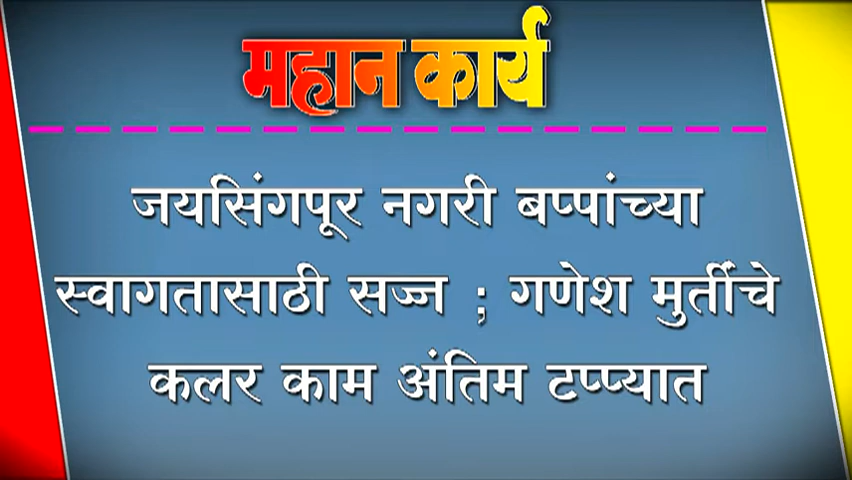 महान कार्य
जयसिंगपूर नगरी बप्पांच्या
स्वागतासाठी सज्ज ; गणेश मुर्तीचे
कलर काम अंतिम टप्प्यात